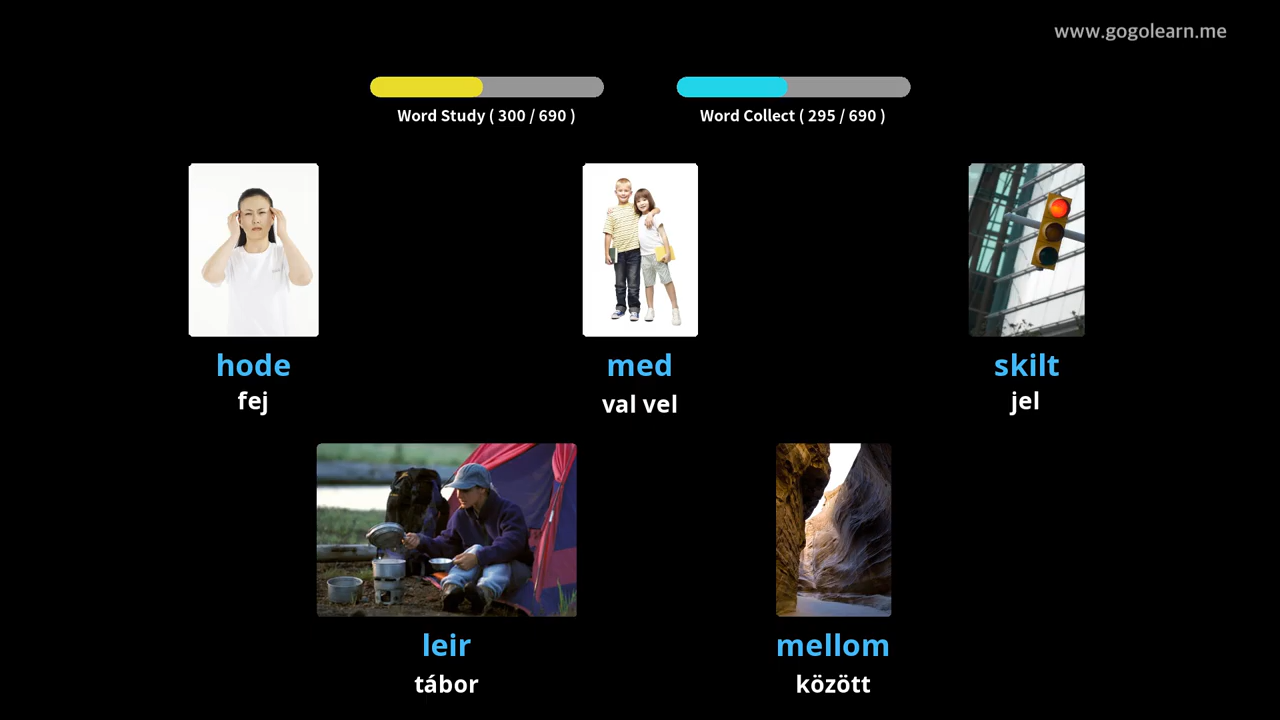 www.gogolearn.me
Word Study ( 300 / 690 )
Word Collect ( 295 / 690 )
hode
fej
med
val vel
skilt
jel
leir
tábor
mellom
között